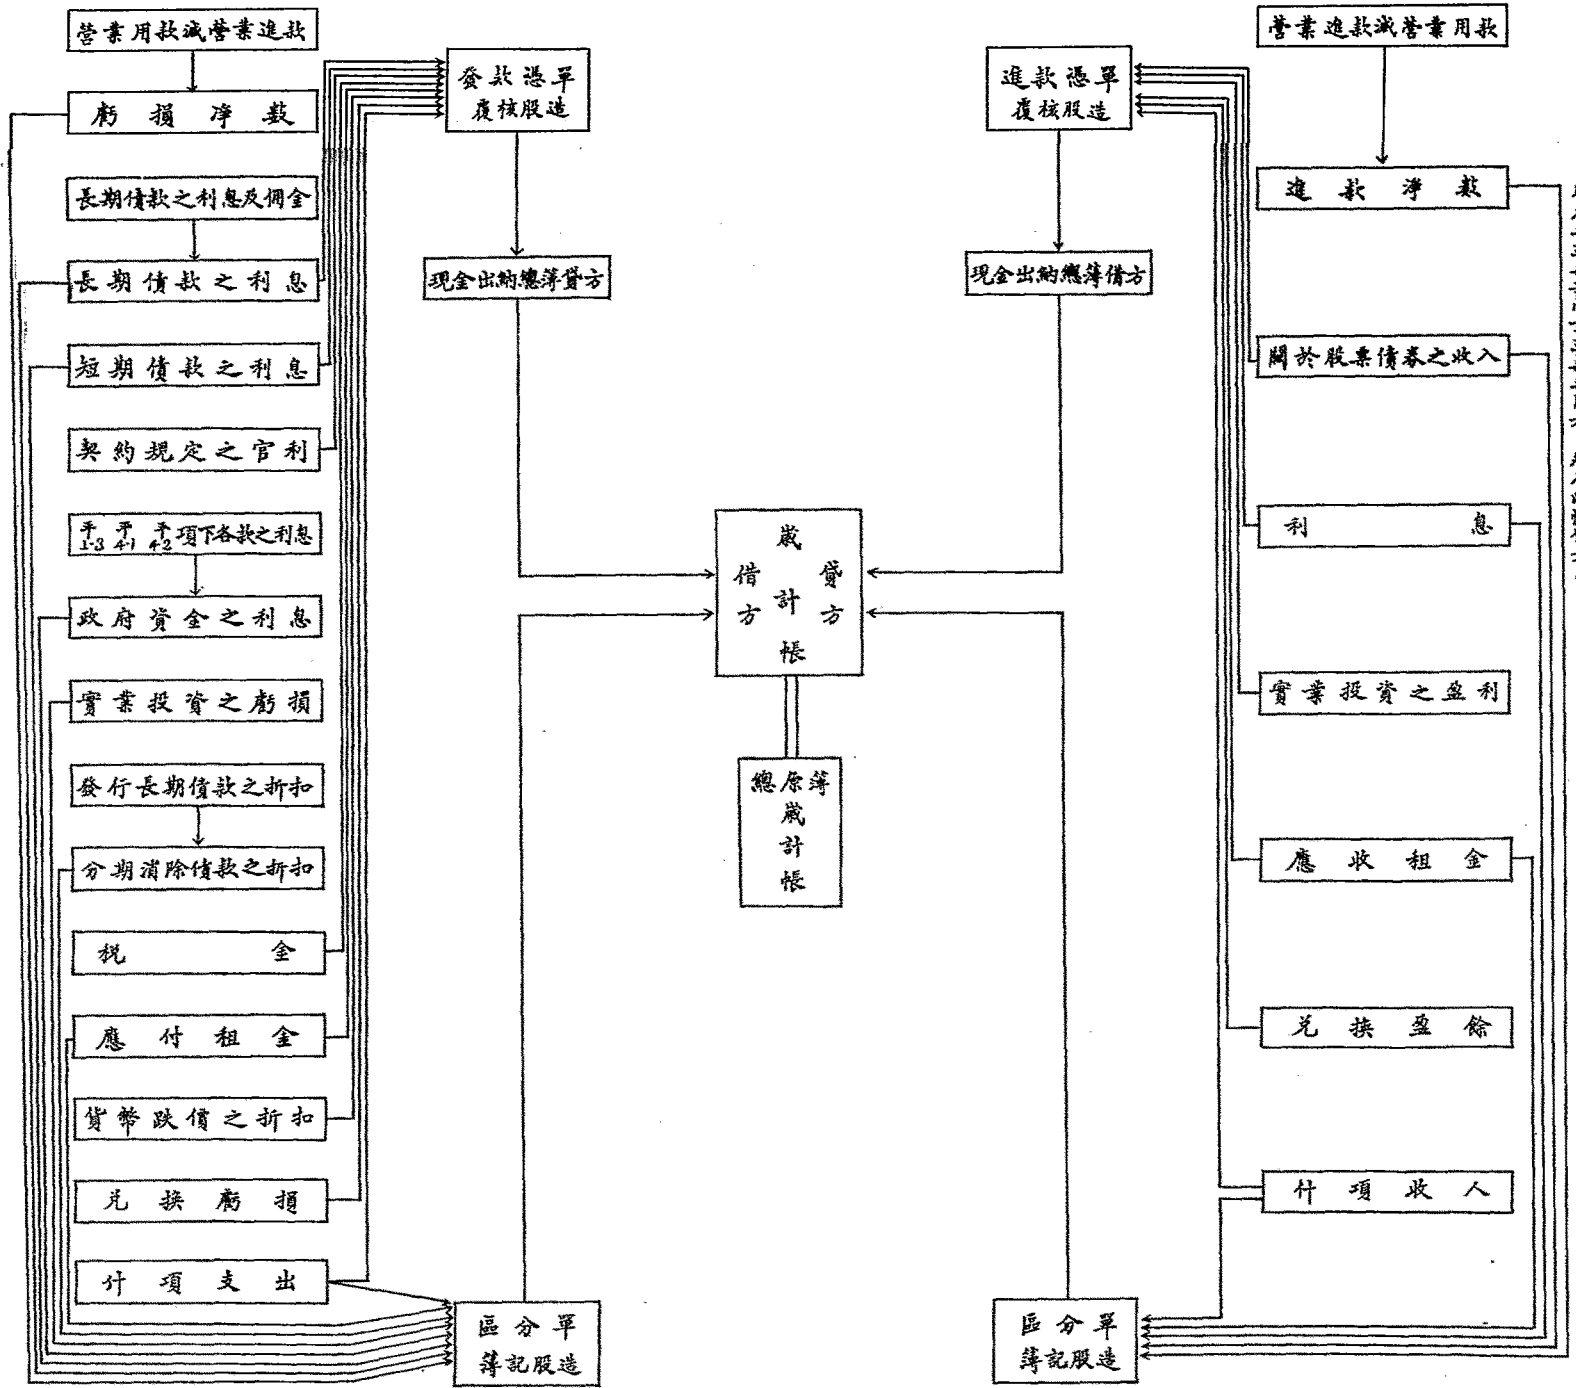 營業用款減營業進款
虧損淨數
長期債款之利息及佣金
長期債款之利息
短期債款之利息
契約規定之官利
平1-3 平4-1 平4-2 項下各款之利息
政府資金之利息
實業投資之虧損
發行長期債款之折扣
分期消除債款之折扣
稅金
應付租金
貨幣跌價之折扣
兌換虧損
什項支出
發款憑單
覆核股造
現金出納總簿貸方
區分單
簿記股造
歲計帳
借方
貸方
總原簿
歲計帳
進款憑單
覆核股造
現金出納總簿借方
區分單
簿記股造
營業進款減營業用款
進款淨數
關於股票債券之收入
利息
實業投資之盈利
應收租金
兌換盈餘
什項收人